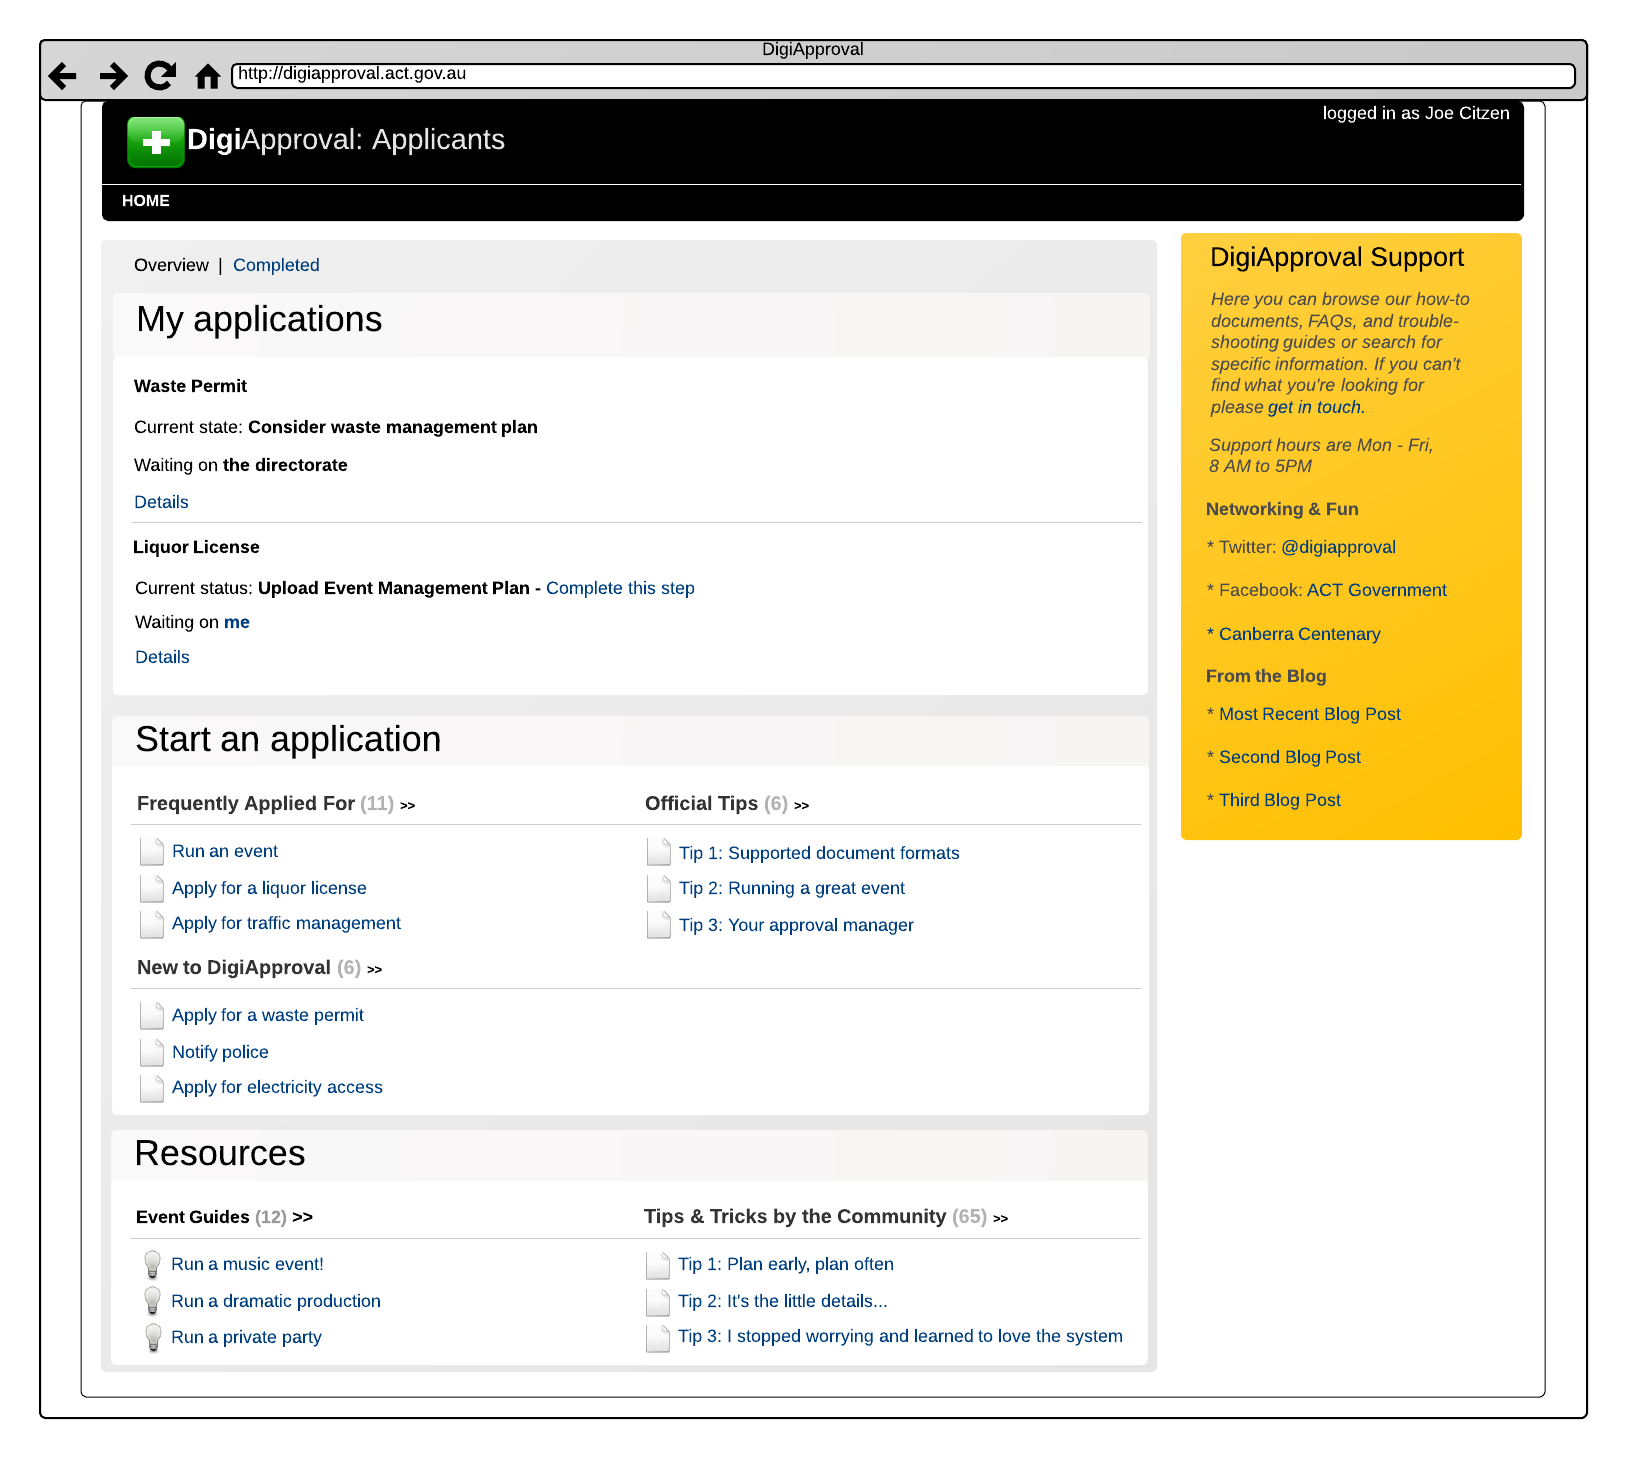 DigiApproval
http://digiapproval.act.gov.au
logged in as Joe Citzen
DigiApproval: Applicants
HOME
Overview | Completed
My applications
Waste Permit
Current state: Consider waste management plan
Waiting on the directorate
Details
Liquor License
Current status: Upload Event Management Plan - Complete this step
Waiting on me
Details
Start an application
Frequently Applied For (11) >>
Run an event
Apply for a liquor license
Apply for traffic management
Official Tips (6) >>
Tip 1: Supported document formats
Tip 2: Running a great event
Tip 3: Your approval manager
New to DigiApproval (6) >>
Apply for a waste permit
Notify police
Apply for electricity access
Resources
Event Guides (12) >>
Run a music event!
Run a dramatic production
Run a private party
Tips & Tricks by the Community (65) >>
Tip 1: Plan early, plan often
Tip 2: It's the little details...
Tip 3: I stopped worrying and learned to love the system
DigiApproval Support
Here you can browse our how-to
documents, FAQs, and trouble-
shooting guides or search for
specific information. If you can't
find what you're looking for
please get in touch.
Support hours are Mon - Fri,
8 AM to 5PM
Networking & Fun
* Twitter: @digiapproval
* Facebook: ACT Government
* Canberra Centenary
From the Blog
* Most Recent Blog Post
* Second Blog Post
* Third Blog Post